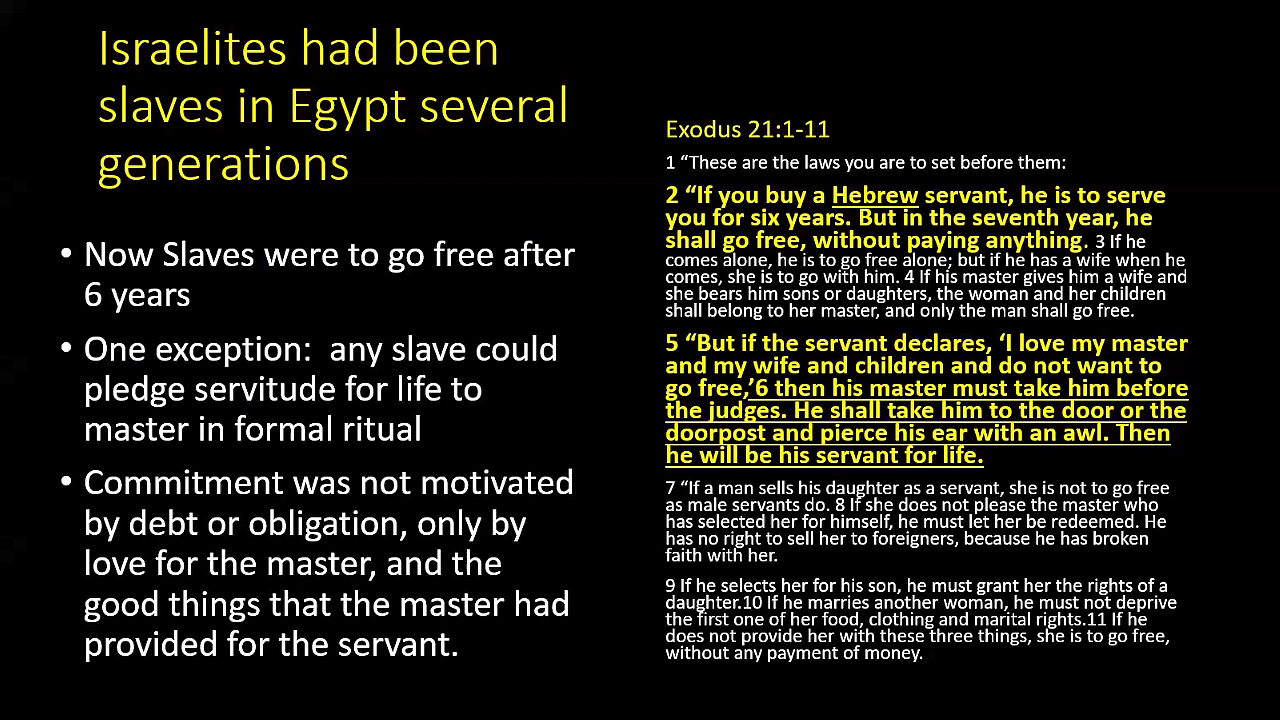 Israelites had been
slaves in Egypt several
generations
• Now Slaves were to go free after
6 years
• One exception:  any slave could
pledge servitude for life to
master in formal ritual
• Commitment was not motivated
by debt or obligation, only by
love for the master, and the
good things that the master had
provided for the servant.
Exodus 21:1-11
1 “These are the laws you are to set before them:
2 “If you buy a Hebrew servant, he is to serve
you for six years. But in the seventh year, he
shall go free, without paying anything. 3 If he
comes alone, he is to go free alone; but if he has a wife when he
comes, she is to go with him. 4 If his master gives him a wife and
she bears him sons or daughters, the woman and her children
shall belong to her master, and only the man shall go free.
5 “But if the servant declares, ‘I love my master
and my wife and children and do not want to
go free,’6 then his master must take him before
the judges. He shall take him to the door or the
doorpost and pierce his ear with an awl. Then
he will be his servant for life.
7 “If a man sells his daughter as a servant, she is not to go free
as male servants do. 8 If she does not please the master who
has selected her for himself, he must let her be redeemed. He
has no right to sell her to foreigners, because he has broken
faith with her.
9 If he selects her for his son, he must grant her the rights of a
daughter.10 If he marries another woman, he must not deprive
the first one of her food, clothing and marital rights.11 If he
does not provide her with these three things, she is to go free,
without any payment of money.